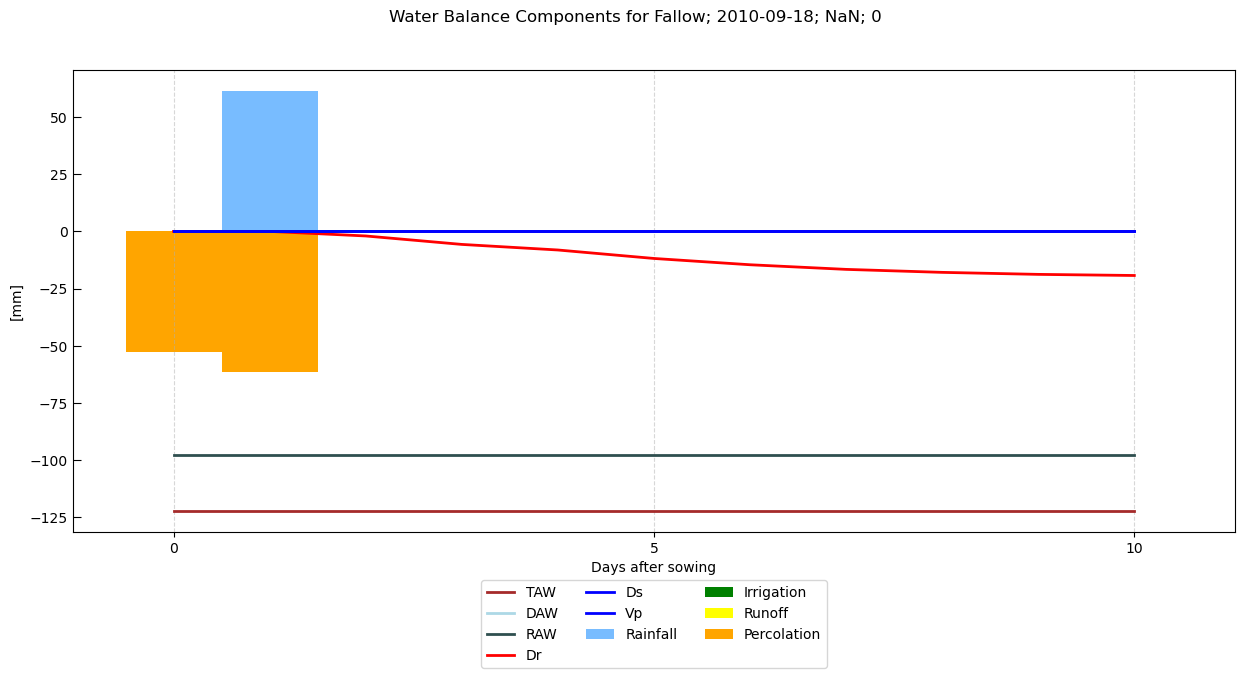 Water Balance Components for Fallow; 2010-09-18; NaN; 0
50
25
0
−25
−50
−75
−100
−125
[mm]
0 5 10
Days after sowing
TAW Ds Irrigation
DAW Vp Runoff
RAW Rainfall Percolation
Dr